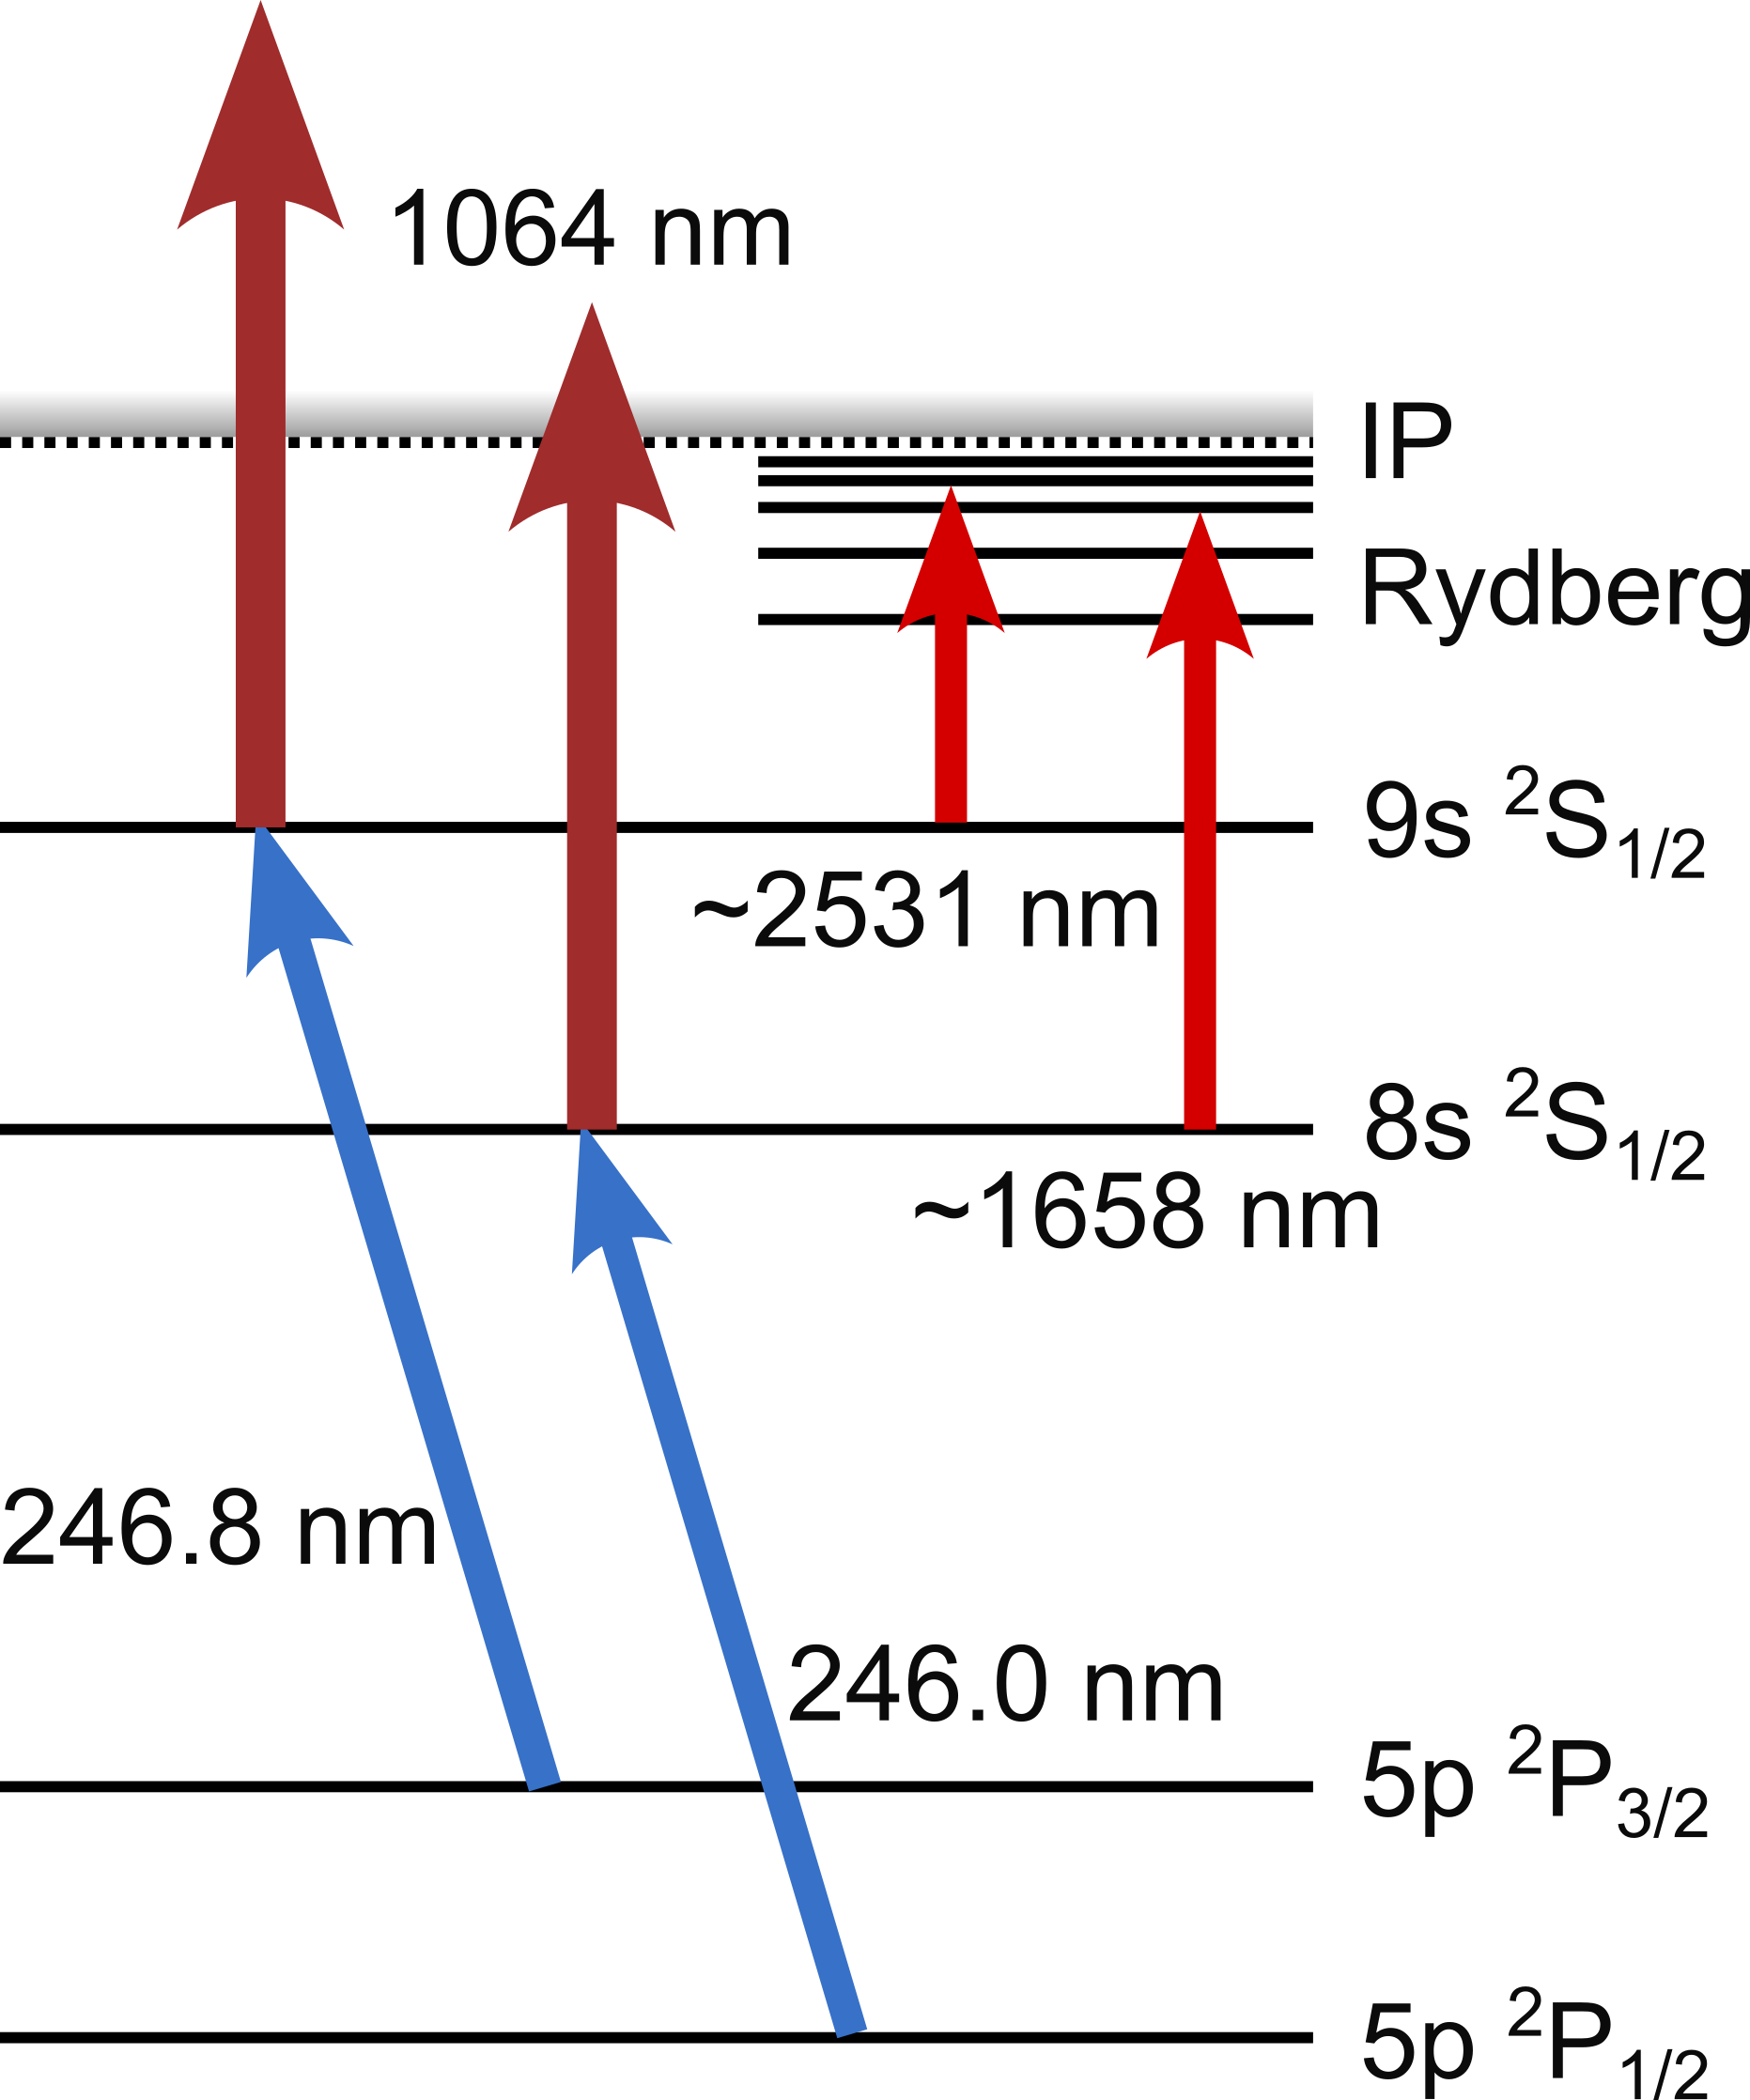 1064 nm
IP
Rydberg
9s ²S₁/₂
~2531 nm
8s ²S₁/₂
~1658 nm
246.8 nm
246.0 nm
5p ²P₃/₂
5p ²P₁/₂